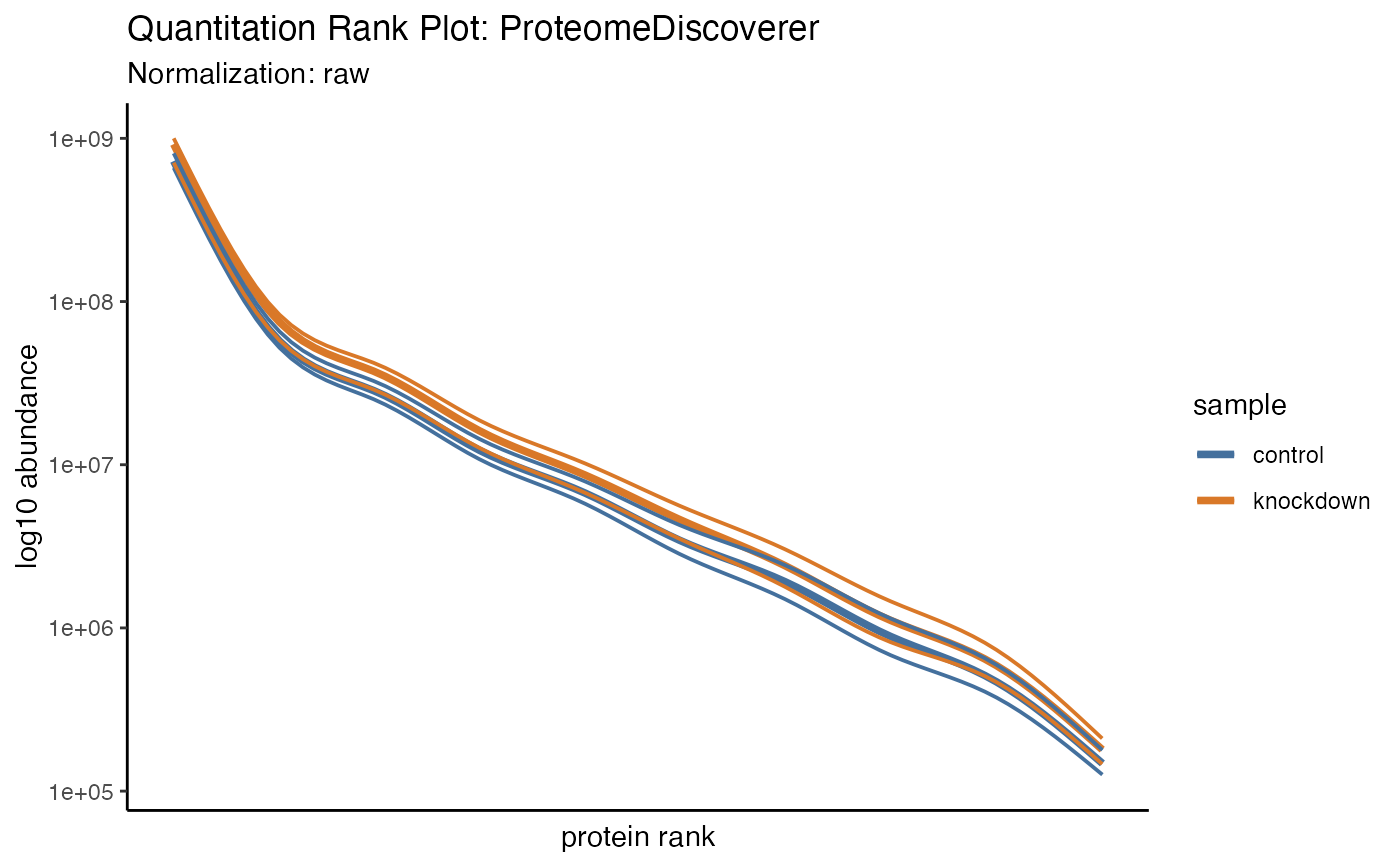 Quantitation Rank Plot: ProteomeDiscoverer
Normalization: raw
1e+09
1e+08
1e+07
1e+06
1e+05
log10 abundance
protein rank
sample
control
knockdown